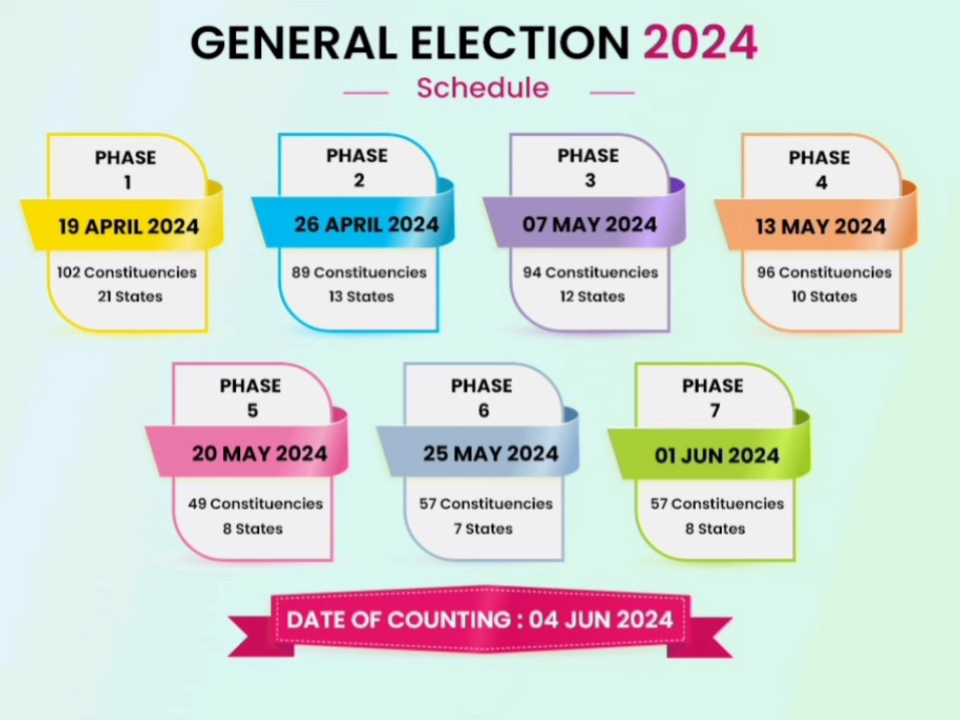 GENERAL ELECTION 2024
Schedule
PHASE
1
19 APRIL 2024
102 Constituencies
21 States
PHASE
2
26 APRIL 2024
89 Constituencies
13 States
PHASE
3
07 MAY 2024
94 Constituencies
12 States
PHASE
4
13 MAY 2024
96 Constituencies
10 States
PHASE
5
20 MAY 2024
49 Constituencies
8 States
PHASE
6
25 MAY 2024
57 Constituencies
7 States
PHASE
7
01 JUN 2024
57 Constituencies
8 States
DATE OF COUNTING : 04 JUN 2024